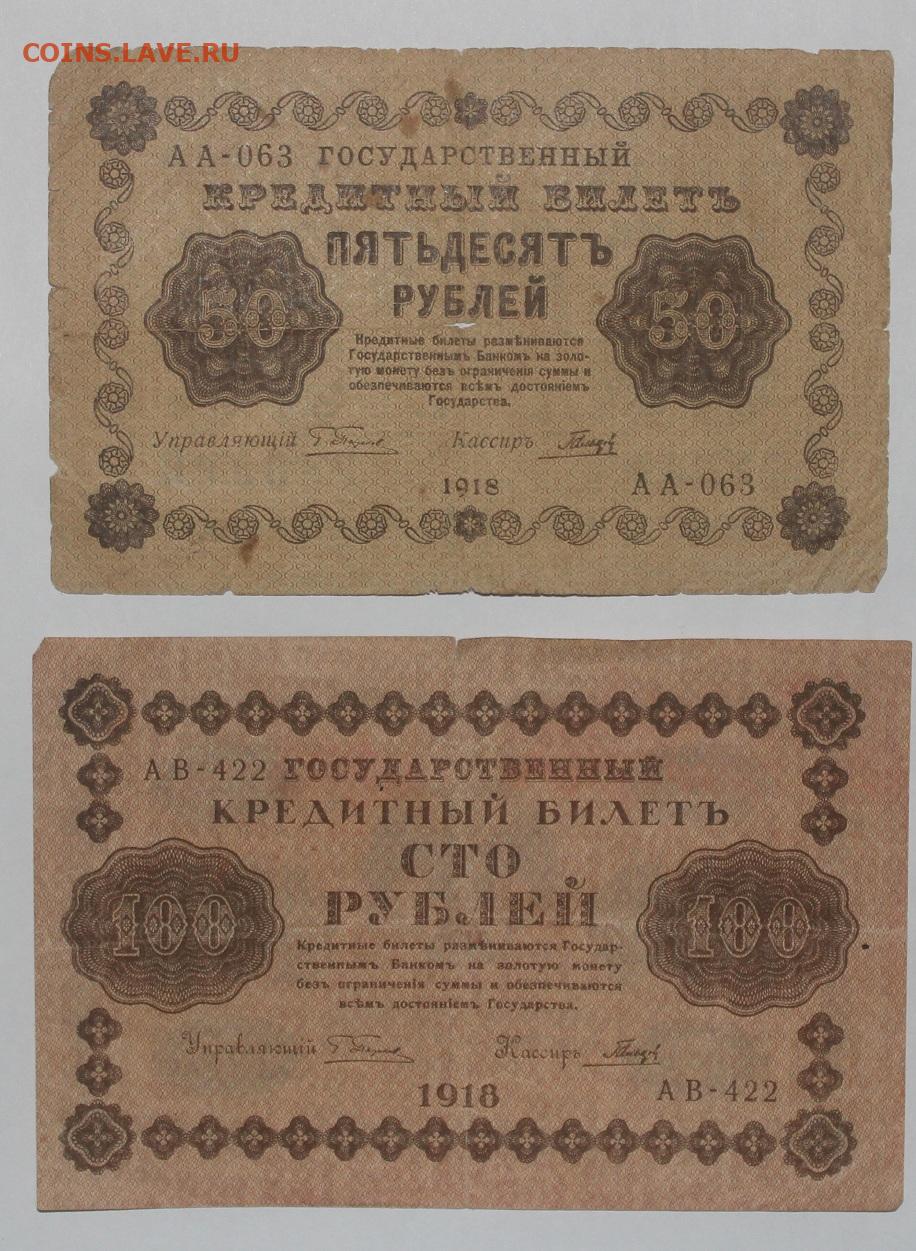 COINS.LAVE.RU
АА-063 ГОСУДАРСТВЕННЫЙ
КРЕДИТНЫЙ БИЛЕТЪ
ПЯТЬДЕСЯТЪ
РУБЛЕЙ
50
50
Кредитные билеты размѣниваются
Государственнымъ Банкомъ на золо-
тую монету безъ ограниченія суммы и
обезпечиваются всѣмъ достояніемъ
Государства.
Управляющій
Кассиръ
1918
АА-063
АВ-422 ГОСУДАРСТВЕННЫЙ
КРЕДИТНЫЙ БИЛЕТЪ
СТО
РУБЛЕЙ
100
100
Кредитные билеты размѣниваются Государ-
ственнымъ Банкомъ на золотую монету
безъ ограниченія суммы и обезпечиваются
всѣмъ достояніемъ Государства.
Управляющій
Кассиръ
1918
АВ-422